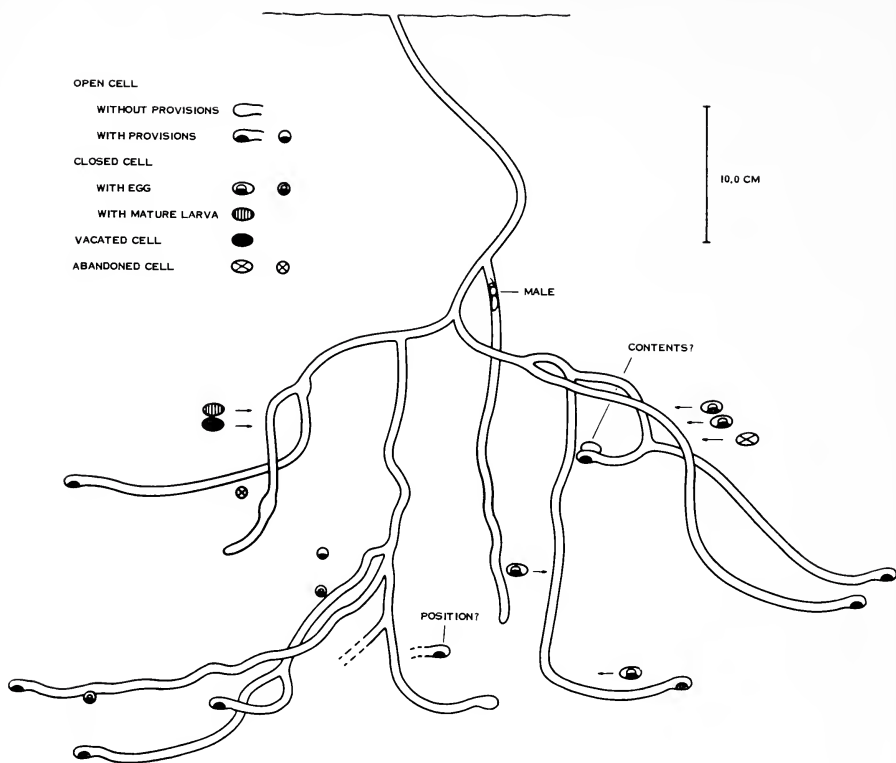 OPEN CELL
WITHOUT PROVISIONS
WITH PROVISIONS
CLOSED CELL
WITH EGG
WITH MATURE LARVA
VACATED CELL
ABANDONED CELL
10.0 CM
MALE
CONTENTS?
POSITION?